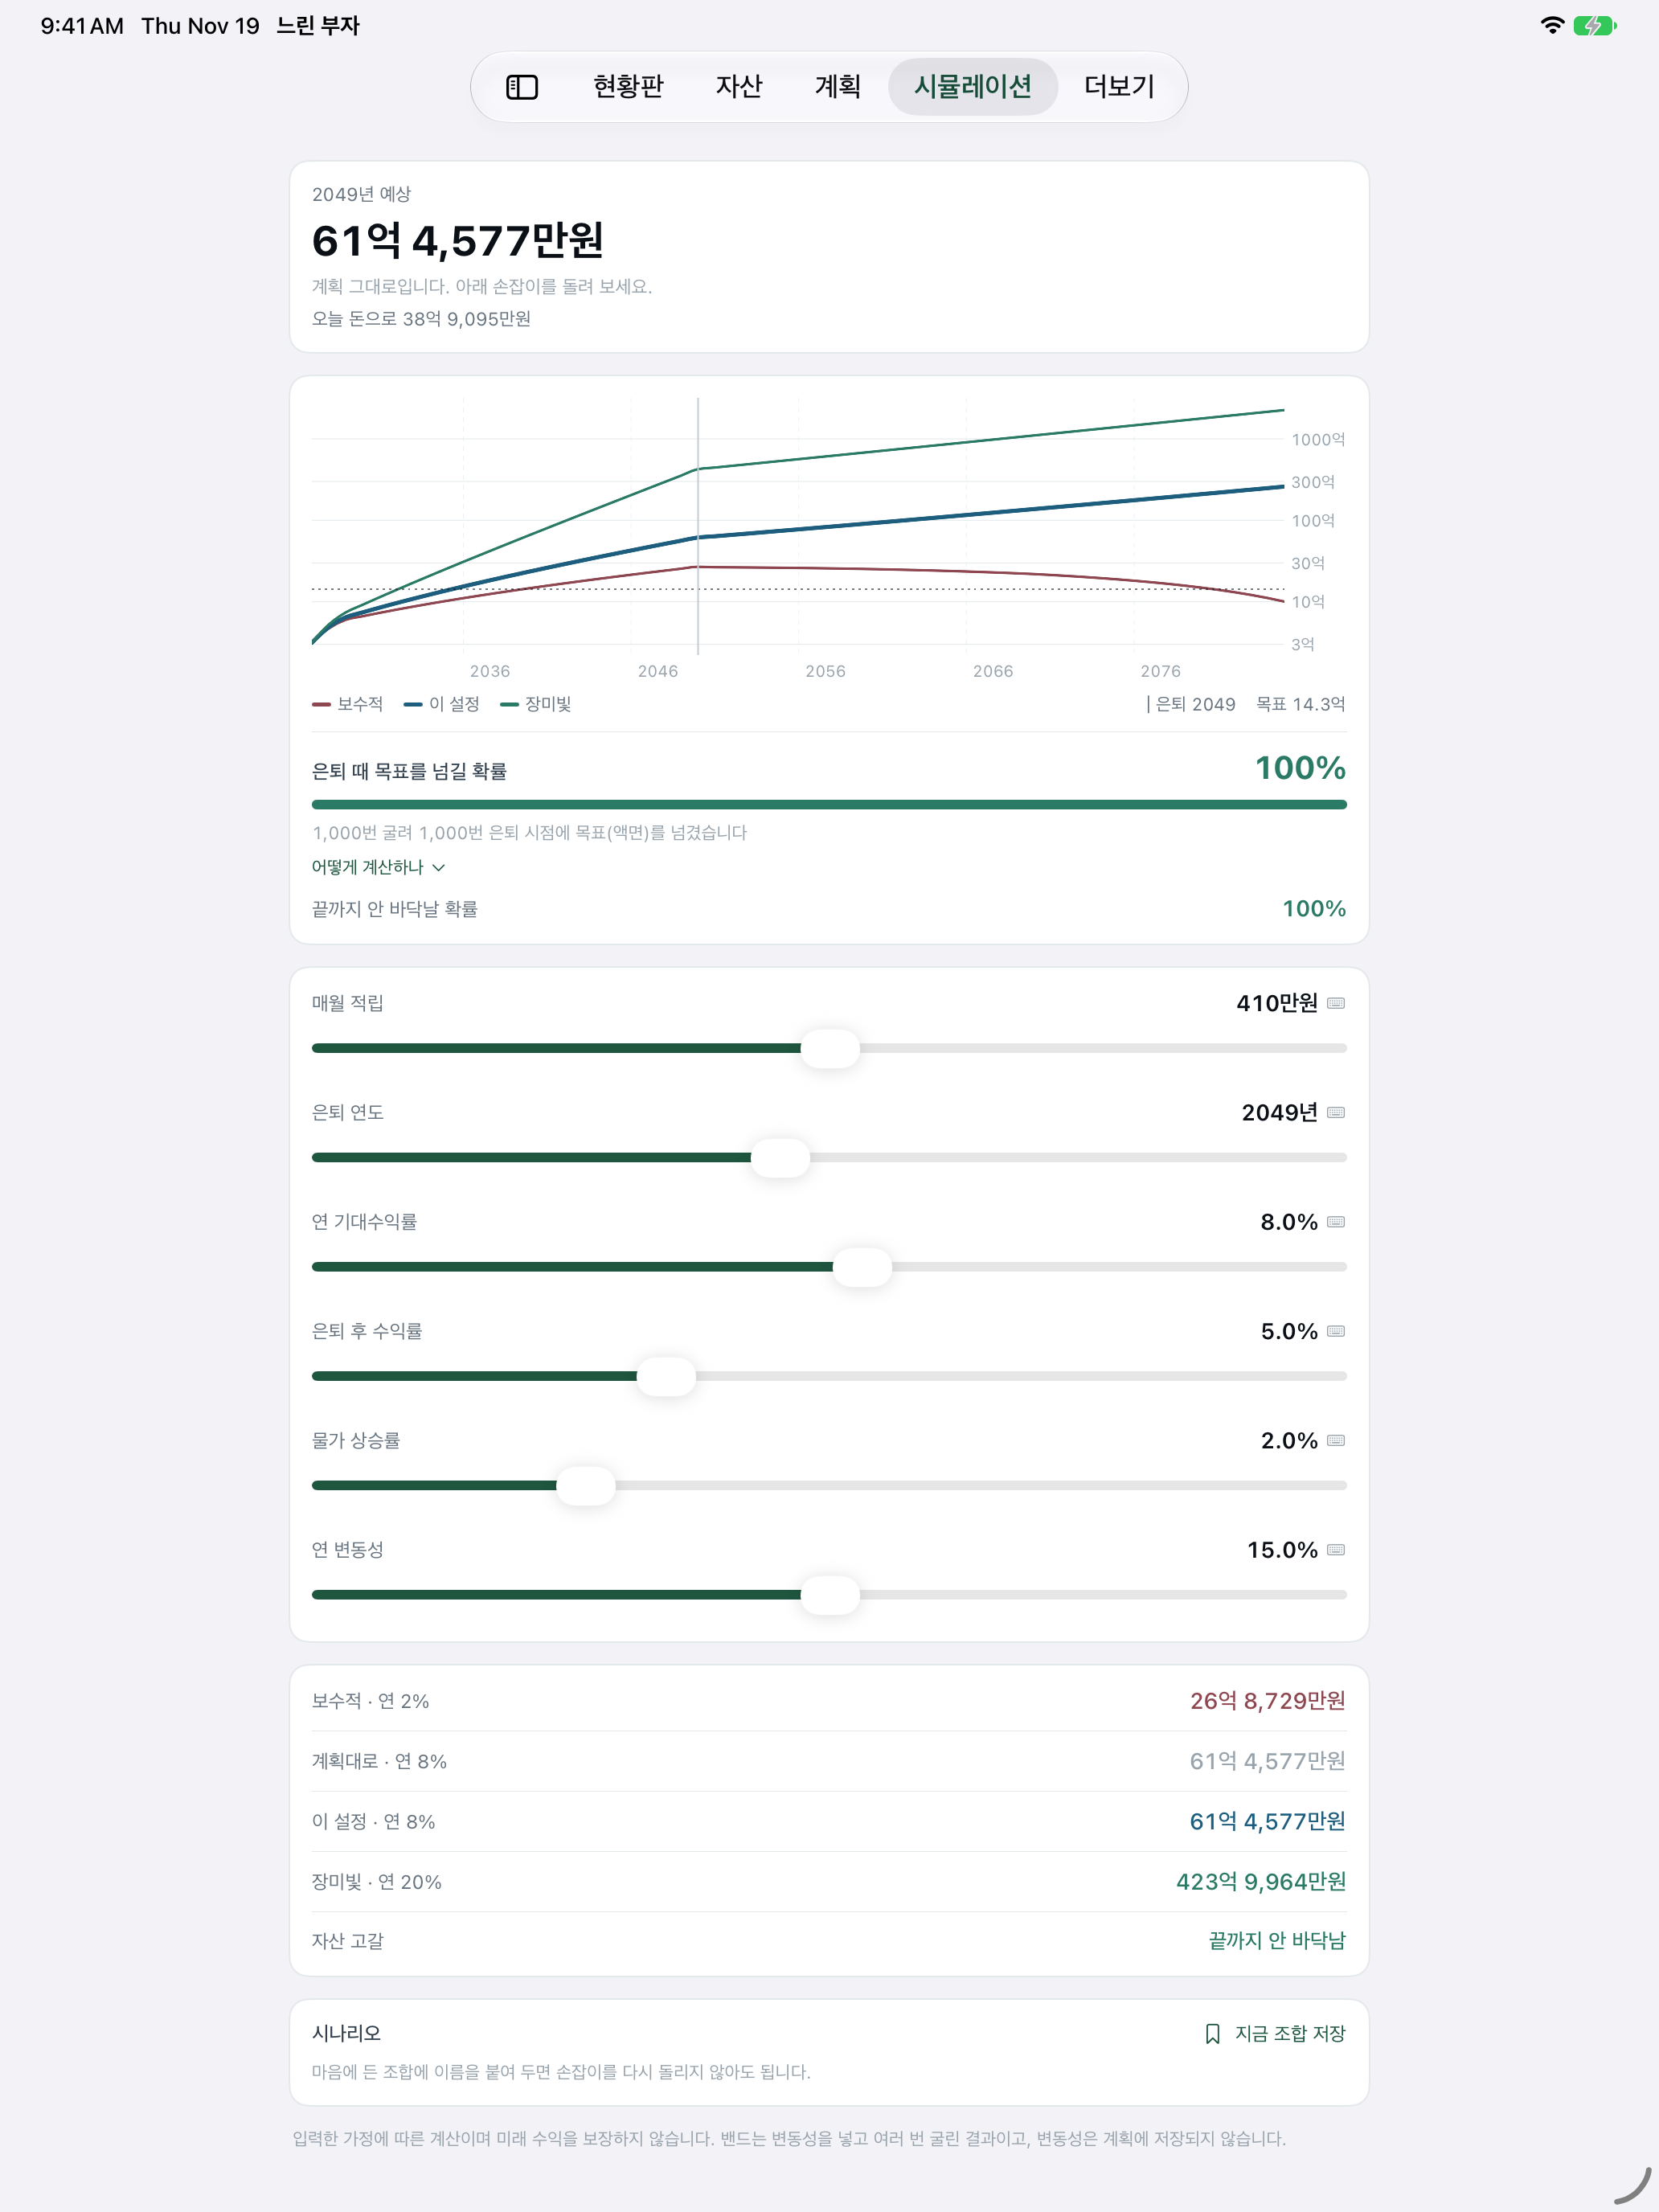 9:41 AM Thu Nov 19 느린 부자
현황판 자산 계획 시뮬레이션 더보기
2049년 예상
61억 4,577만원
계획 그대로입니다. 아래 손잡이를 돌려 보세요.
오늘 돈으로 38억 9,095만원
1000억
300억
100억
30억
10억
3억
2036 2046 2056 2066 2076
보수적 이 설정 장미빛 | 은퇴 2049 목표 14.3억
은퇴 때 목표를 넘길 확률 100%
1,000번 굴려 1,000번 은퇴 시점에 목표(액면)를 넘겼습니다
어떻게 계산하나
끝까지 안 바닥날 확률 100%
매월 적립 410만원
은퇴 연도 2049년
연 기대수익률 8.0%
은퇴 후 수익률 5.0%
물가 상승률 2.0%
연 변동성 15.0%
보수적 · 연 2% 26억 8,729만원
계획대로 · 연 8% 61억 4,577만원
이 설정 · 연 8% 61억 4,577만원
장미빛 · 연 20% 423억 9,964만원
자산 고갈 끝까지 안 바닥남
시나리오 지금 조합 저장
마음에 든 조합에 이름을 붙여 두면 손잡이를 다시 돌리지 않아도 됩니다.
입력한 가정에 따른 계산이며 미래 수익을 보장하지 않습니다. 밴드는 변동성을 넣고 여러 번 굴린 결과이고, 변동성은 계획에 저장되지 않습니다.